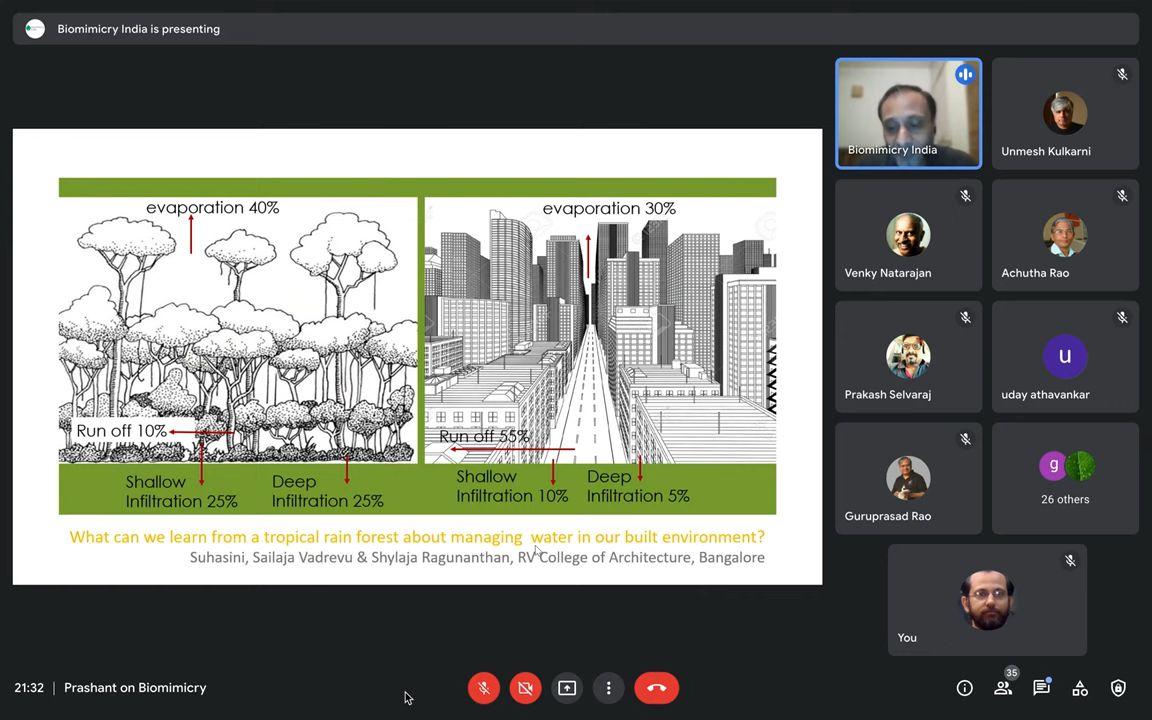 Biomimicry India is presenting
evaporation 40%
evaporation 30%
Run off 10%
Run off 55%
Shallow
Infiltration 25%
Deep
Infiltration 25%
Shallow
Infiltration 10%
Deep
Infiltration 5%
What can we learn from a tropical rain forest about managing water in our built environment?
Suhasini, Sailaja Vadrevu & Shylaja Ragunanthan, RV College of Architecture, Bangalore
Biomimicry India
Unmesh Kulkarni
Venky Natarajan
Achutha Rao
Prakash Selvaraj
u
uday athavankar
Guruprasad Rao
g
26 others
You
21:32 | Prashant on Biomimicry
35